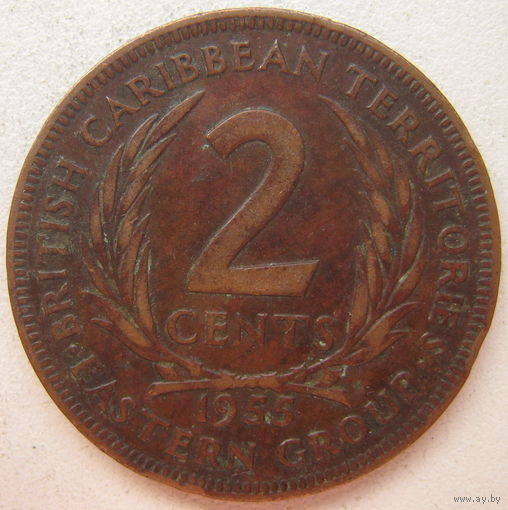 BRITISH CARIBBEAN TERRITORIES
EASTERN GROUP
2
CENTS
1955
www.ay.by